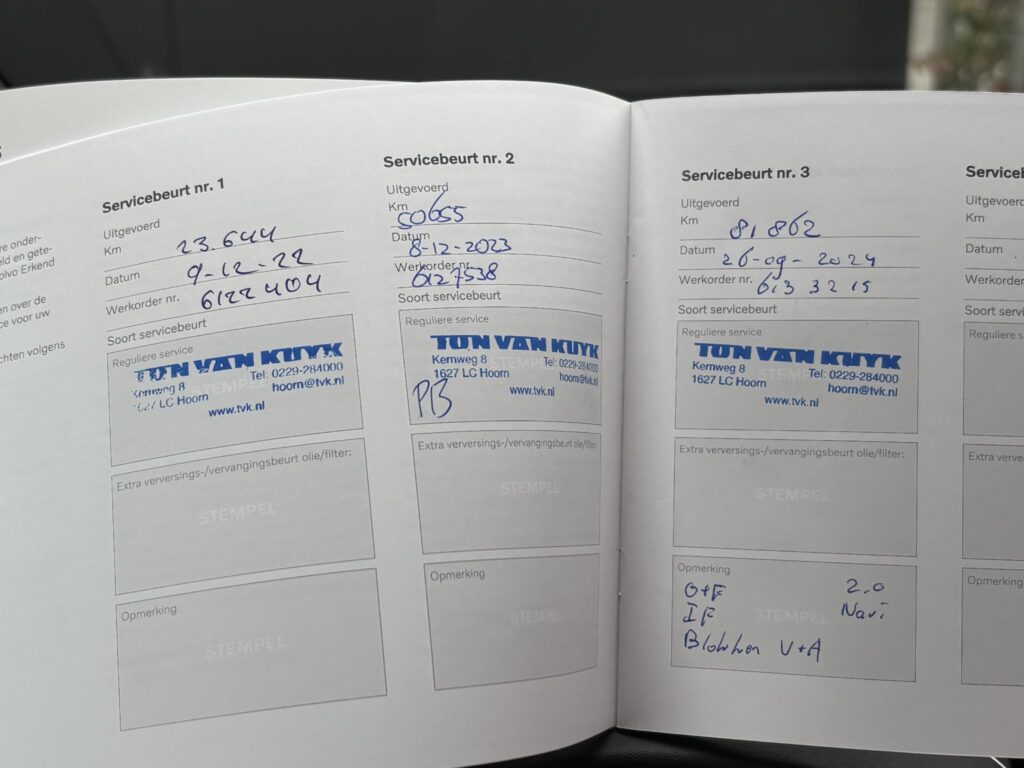 re onder-
eld en gete-
olvo Erkend
en over de
ce voor uw
chten volgens
Servicebeurt nr. 1
Uitgevoerd
Km 23.644
Datum 9-12-22
Werkorder nr. 6122404
Soort servicebeurt
Reguliere service
TON VAN KUYK
Kernweg 8 Tel: 0229-284000
1627 LC Hoorn hoorn@tvk.nl
www.tvk.nl
STEMPEL
Extra verversings-/vervangingsbeurt olie/filter:
STEMPEL
Opmerking
STEMPEL
Servicebeurt nr. 2
Uitgevoerd
Km 50655
Datum 8-12-2023
Werkorder nr. 0127538
Soort servicebeurt
Reguliere service
TON VAN KUYK
Kernweg 8 Tel: 0229-284000
1627 LC Hoorn hoorn@tvk.nl
www.tvk.nl
PB
Extra verversings-/vervangingsbeurt olie/filter:
STEMPEL
Opmerking
STEMPEL
Servicebeurt nr. 3
Uitgevoerd
Km 81862
Datum 26-09-2024
Werkorder nr. 6133215
Soort servicebeurt
Reguliere service
TON VAN KUYK
Kernweg 8 Tel: 0229-284000
1627 LC Hoorn hoorn@tvk.nl
www.tvk.nl
STEMPEL
Extra verversings-/vervangingsbeurt olie/filter:
STEMPEL
Opmerking
STEMPEL
O+F 2.0
IF Navi
Blokken V+A
Servicebe
Uitgevoerd
Km
Datum
Werkorder
Soort servi
Reguliere s
Extra verve
Opmerking